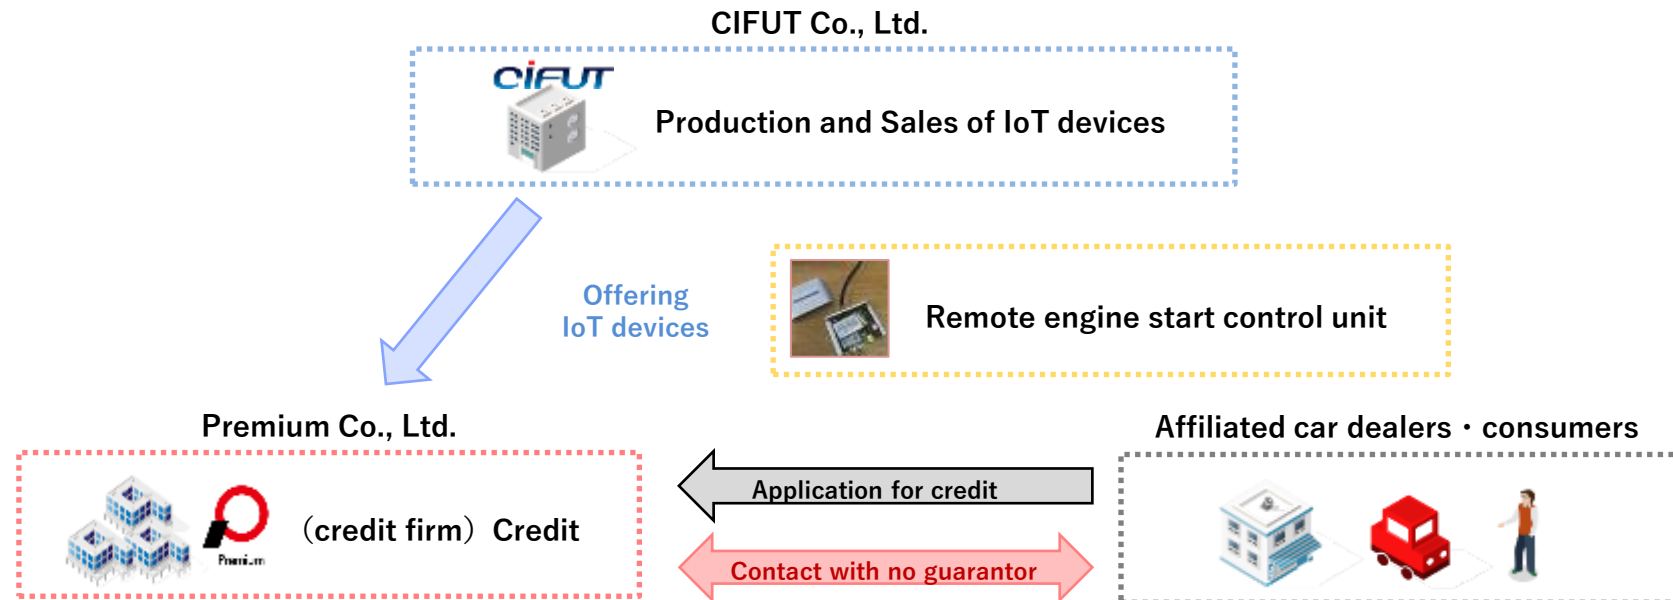 CIFUT Co., Ltd.
CIFUT
Production and Sales of IoT devices
Offering
IoT devices
Remote engine start control unit
Premium Co., Ltd.
Affiliated car dealers・consumers
Application for credit
（credit firm）Credit
Premium
Contact with no guarantor